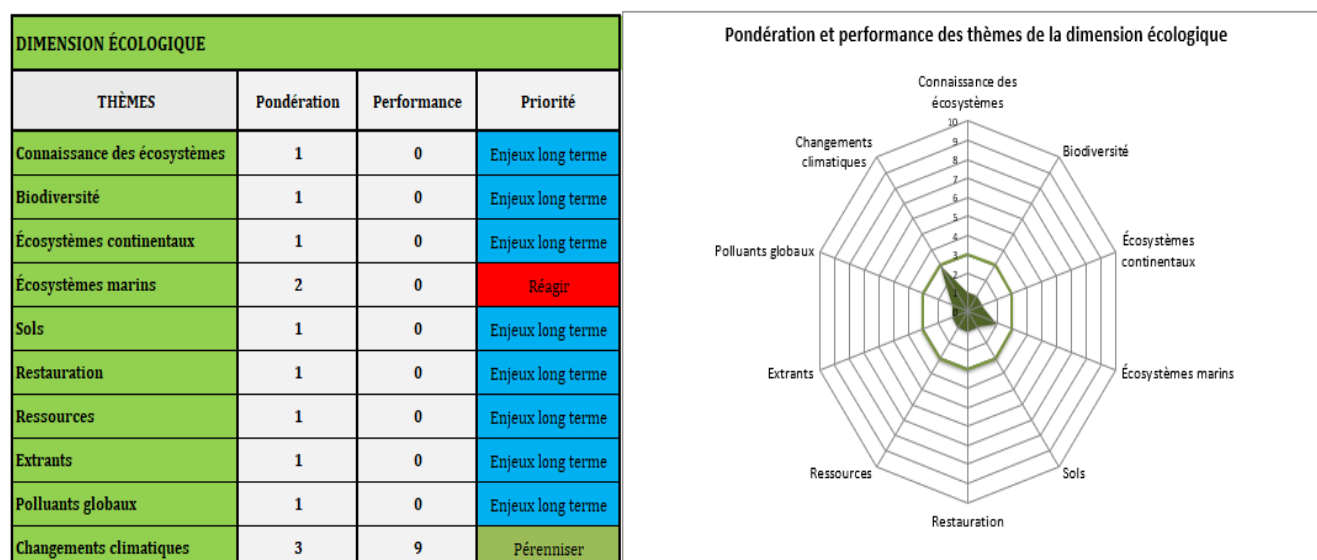 DIMENSION ÉCOLOGIQUE
THÈMES Pondération Performance Priorité
Connaissance des écosystèmes 1 0 Enjeux long terme
Biodiversité 1 0 Enjeux long terme
Écosystèmes continentaux 1 0 Enjeux long terme
Écosystèmes marins 2 0 Réagir
Sols 1 0 Enjeux long terme
Restauration 1 0 Enjeux long terme
Ressources 1 0 Enjeux long terme
Extrants 1 0 Enjeux long terme
Polluants globaux 1 0 Enjeux long terme
Changements climatiques 3 9 Pérenniser
Pondération et performance des thèmes de la dimension écologique
Connaissance des
écosystèmes
Biodiversité
Écosystèmes
continentaux
Écosystèmes marins
Sols
Restauration
Ressources
Extrants
Polluants globaux
Changements
climatiques
10
9
8
7
6
5
4
3
2
1
0